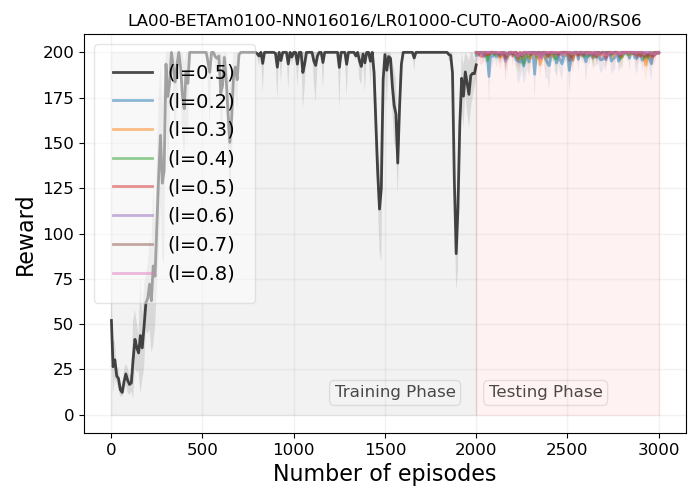 LA00-BETAm0100-NN016016/LR01000-CUT0-Ao00-Ai00/RS06
200
175
150
125
100
75
50
25
0
Reward
(l=0.5)
(l=0.2)
(l=0.3)
(l=0.4)
(l=0.5)
(l=0.6)
(l=0.7)
(l=0.8)
Training Phase
Testing Phase
0
500
1000
1500
2000
2500
3000
Number of episodes